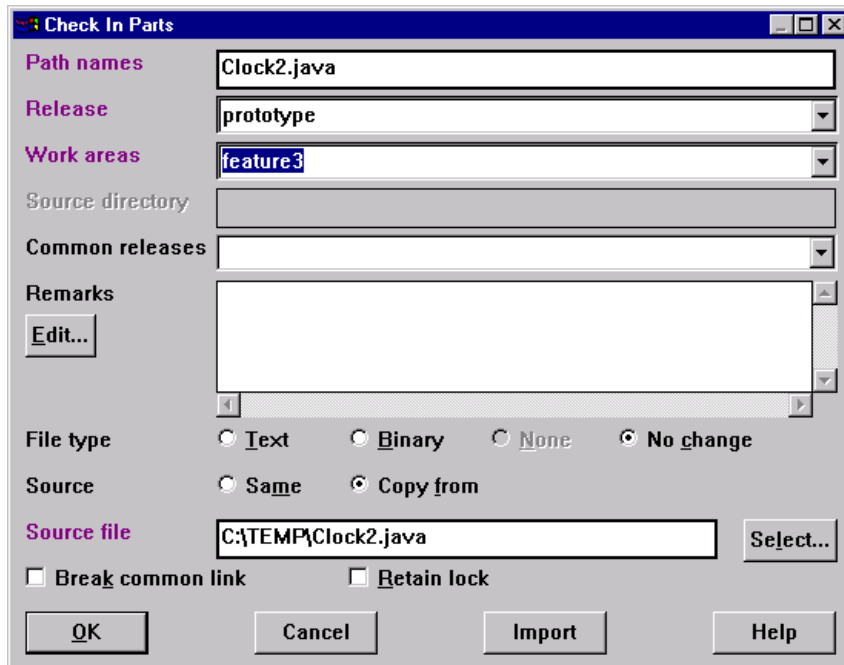 Check In Parts
Path names Clock2.java
Release prototype
Work areas feature3
Source directory
Common releases
Remarks
Edit...
File type Text Binary None No change
Source Same Copy from
Source file C:\TEMP\Clock2.java Select...
Break common link Retain lock
OK Cancel Import Help